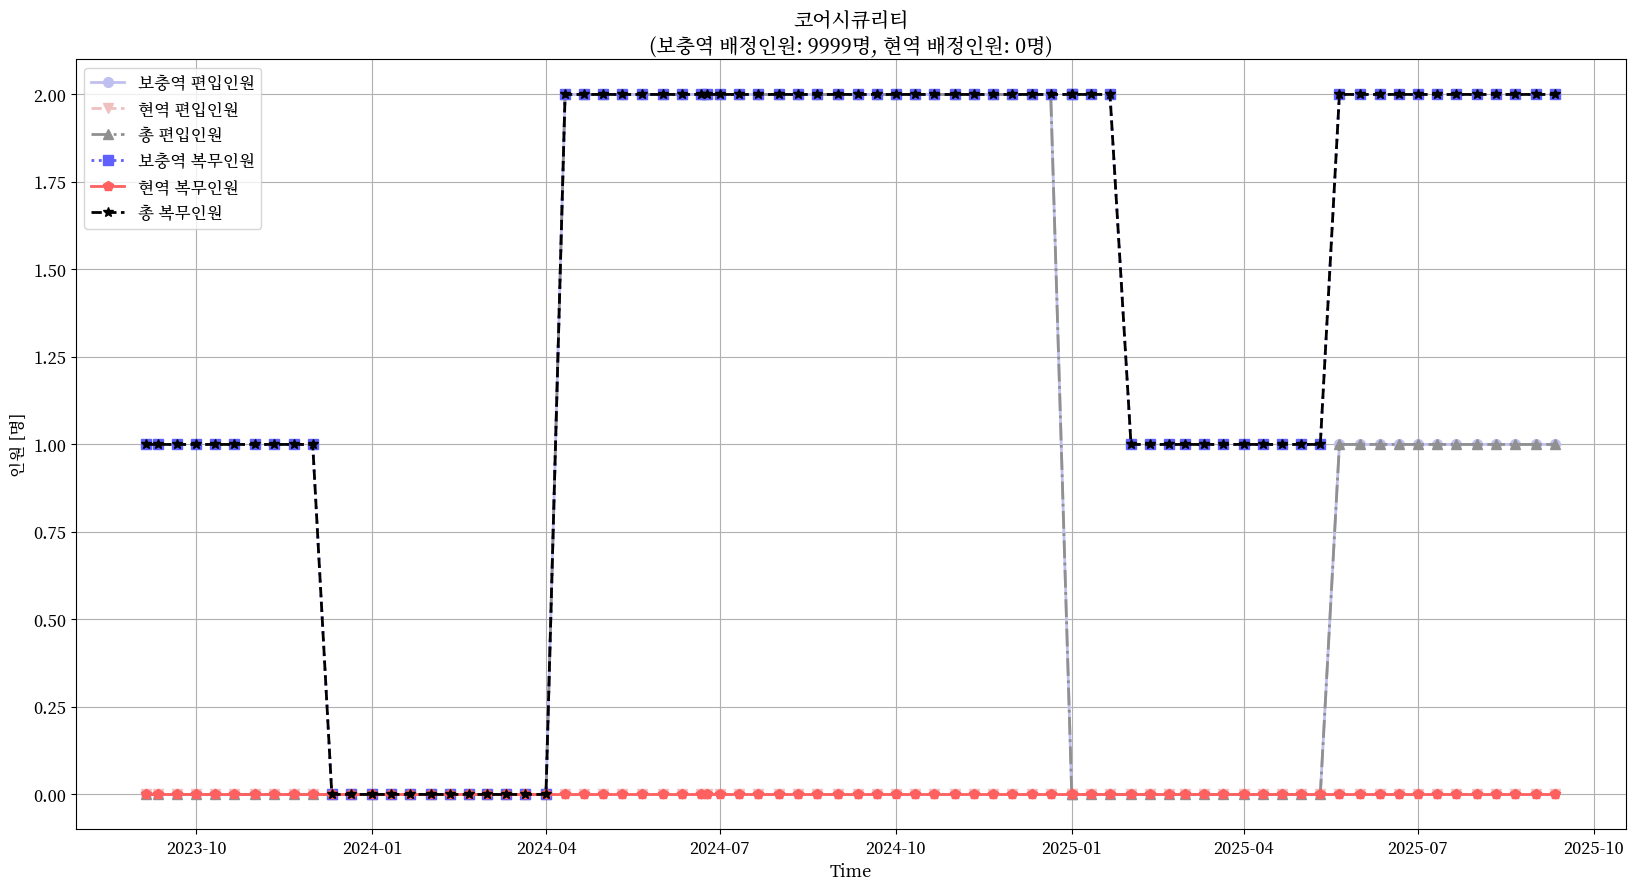 코어시큐리티
(보충역 배정인원: 9999명, 현역 배정인원: 0명)
보충역 편입인원
현역 편입인원
총 편입인원
보충역 복무인원
현역 복무인원
총 복무인원
인원 [명]
2.00
1.75
1.50
1.25
1.00
0.75
0.50
0.25
0.00
2023-10
2024-01
2024-04
2024-07
2024-10
2025-01
2025-04
2025-07
2025-10
Time